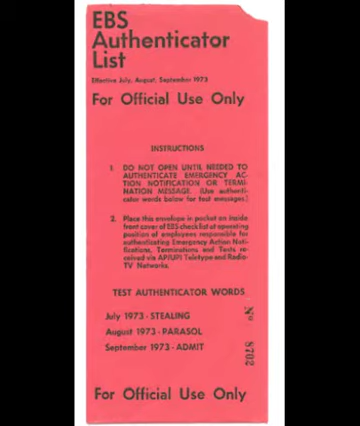 EBS
Authenticator
List
Effective July, August, September 1973
For Official Use Only
INSTRUCTIONS
1. DO NOT OPEN UNTIL NEEDED TO
AUTHENTICATE EMERGENCY AC-
TION NOTIFICATION OR TERMI-
NATION MESSAGE. (Use authenti-
cator words below for test messages.)
2. Place this envelope in pocket on inside
front cover of EBS checklist at operating
position of employees responsible for
authenticating Emergency Action Noti-
fications, Terminations and Tests re-
ceived via AP/UPI Teletype and Radio-
TV Networks.
TEST AUTHENTICATOR WORDS
July 1973 - STEALING
August 1973 - PARASOL
September 1973 - ADMIT
Nº 8702
For Official Use Only